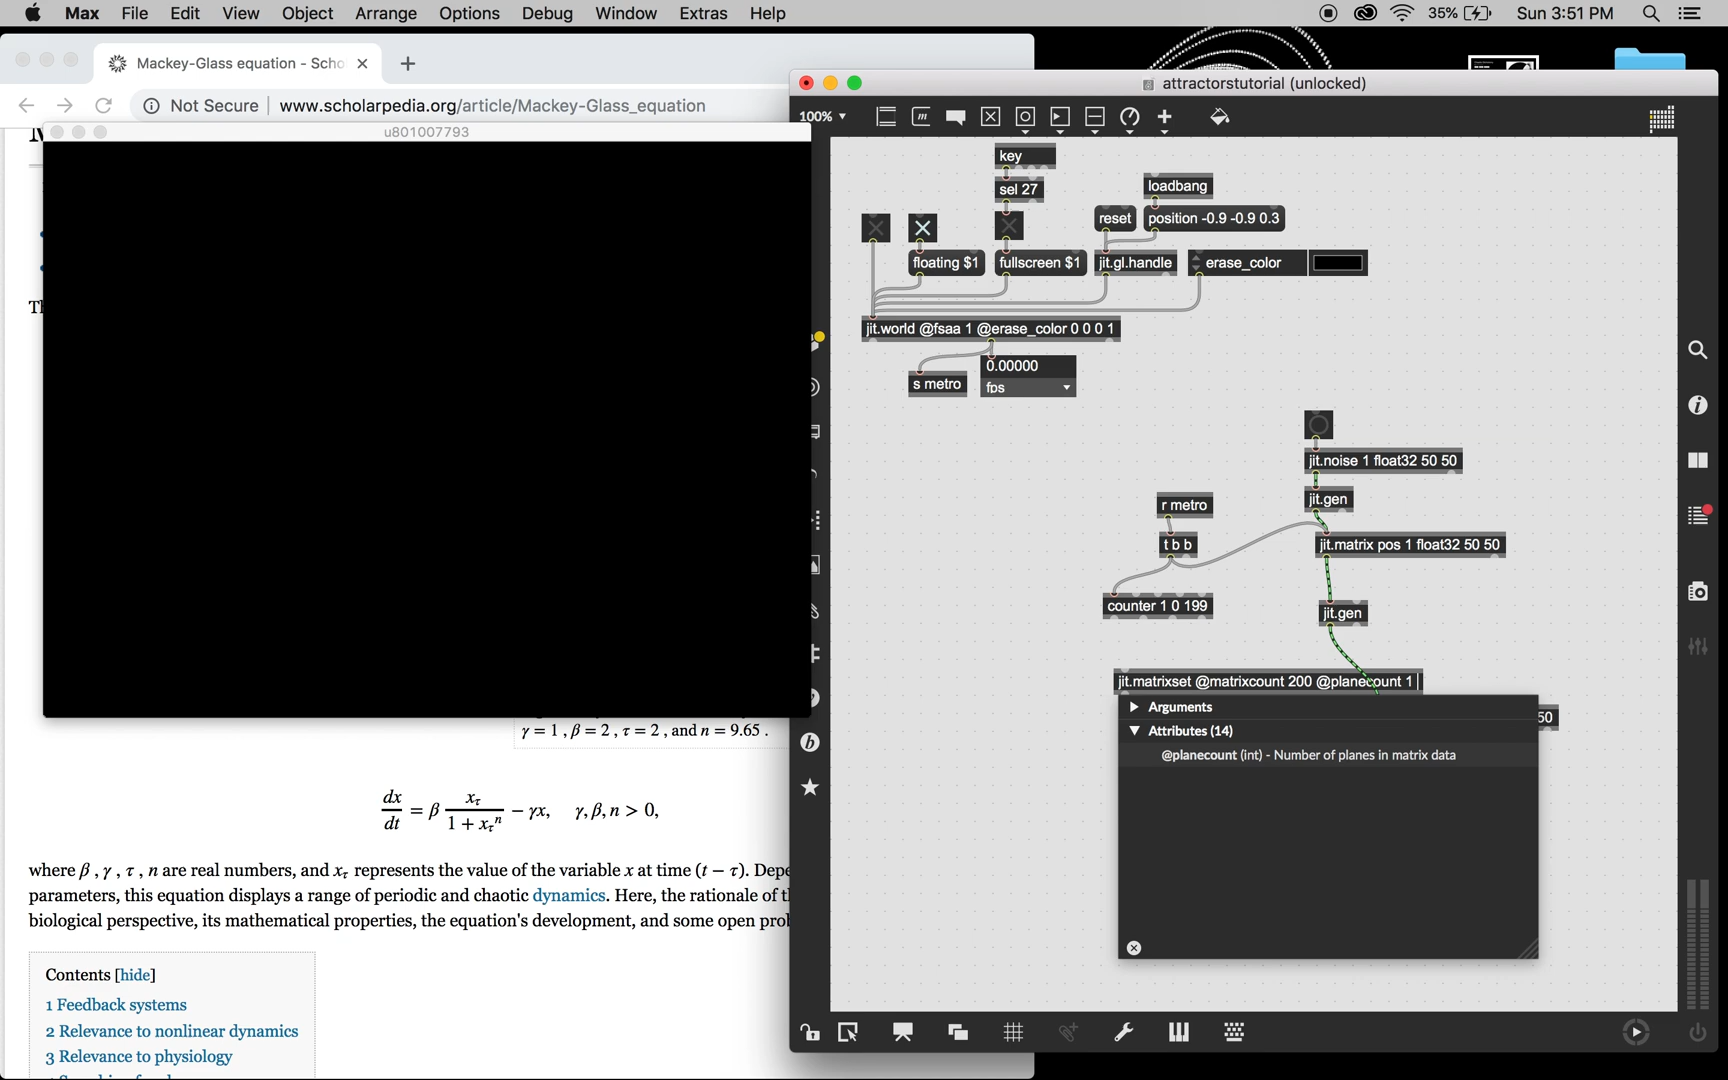 Max File Edit View Object Arrange Options Debug Window Extras Help
35% Sun 3:51 PM
Mackey-Glass equation - Scho
Not Secure www.scholarpedia.org/article/Mackey-Glass_equation
u801007793
γ = 1 , β = 2 , τ = 2 , and n = 9.65 .
dx/dt = β xτ/(1 + xτⁿ) − γx, γ, β, n > 0,
where β , γ , τ , n are real numbers, and xτ represents the value of the variable x at time (t − τ). Depe
parameters, this equation displays a range of periodic and chaotic dynamics. Here, the rationale of t
biological perspective, its mathematical properties, the equation's development, and some open prol
Contents [hide]
1 Feedback systems
2 Relevance to nonlinear dynamics
3 Relevance to physiology
attractorstutorial (unlocked)
100%
key
sel 27
loadbang
reset
position -0.9 -0.9 0.3
floating $1
fullscreen $1
jit.gl.handle
erase_color
jit.world @fsaa 1 @erase_color 0 0 0 1
s metro
0.00000
fps
jit.noise 1 float32 50 50
jit.gen
r metro
t b b
jit.matrix pos 1 float32 50 50
counter 1 0 199
jit.gen
jit.matrixset @matrixcount 200 @planecount 1
50
Arguments
Attributes (14)
@planecount (int) - Number of planes in matrix data